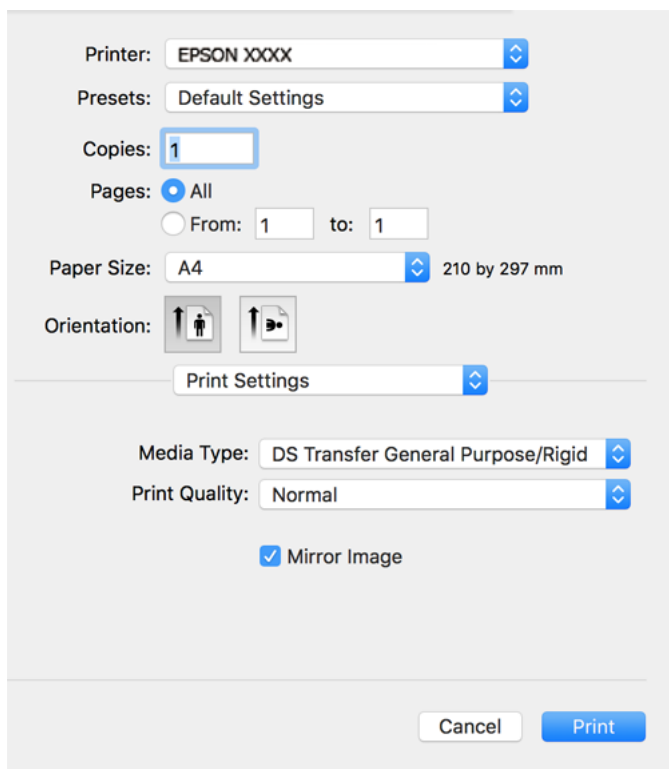 Printer: EPSON XXXX
Presets: Default Settings
Copies: 1
Pages: All
From: 1 to: 1
Paper Size: A4 210 by 297 mm
Orientation:
Print Settings
Media Type: DS Transfer General Purpose/Rigid
Print Quality: Normal
Mirror Image
Cancel Print